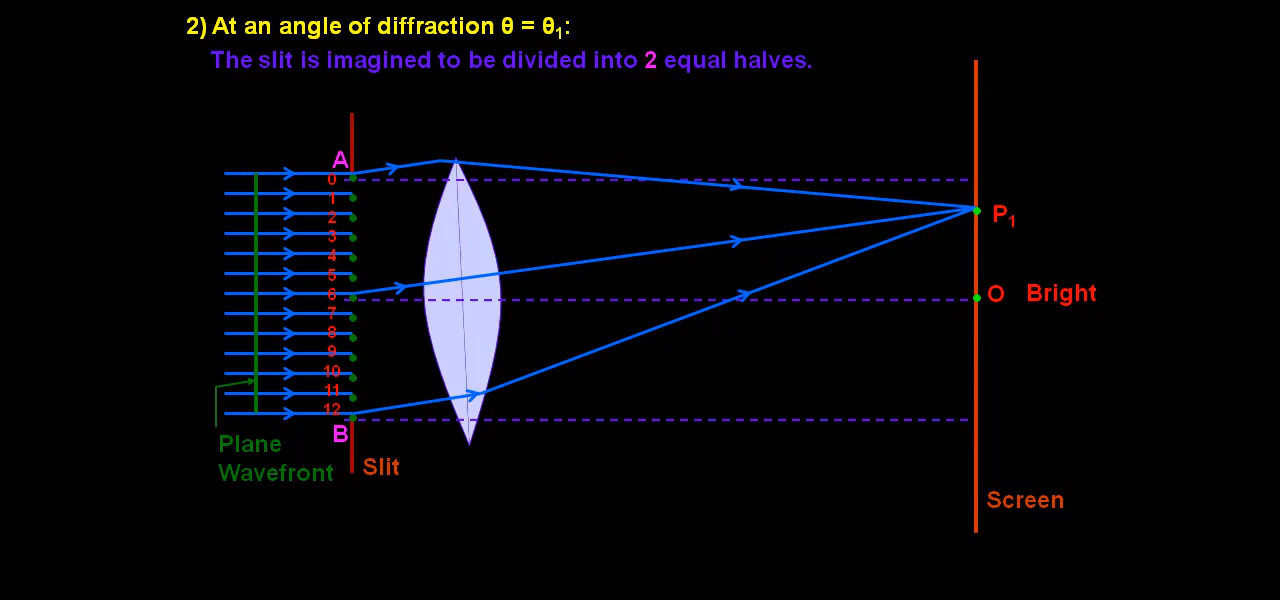 2) At an angle of diffraction θ = θ₁:
The slit is imagined to be divided into 2 equal halves.
A
0
1
2
3
4
5
6
7
8
9
10
11
12
B
P₁
O Bright
Plane
Wavefront
Slit
Screen